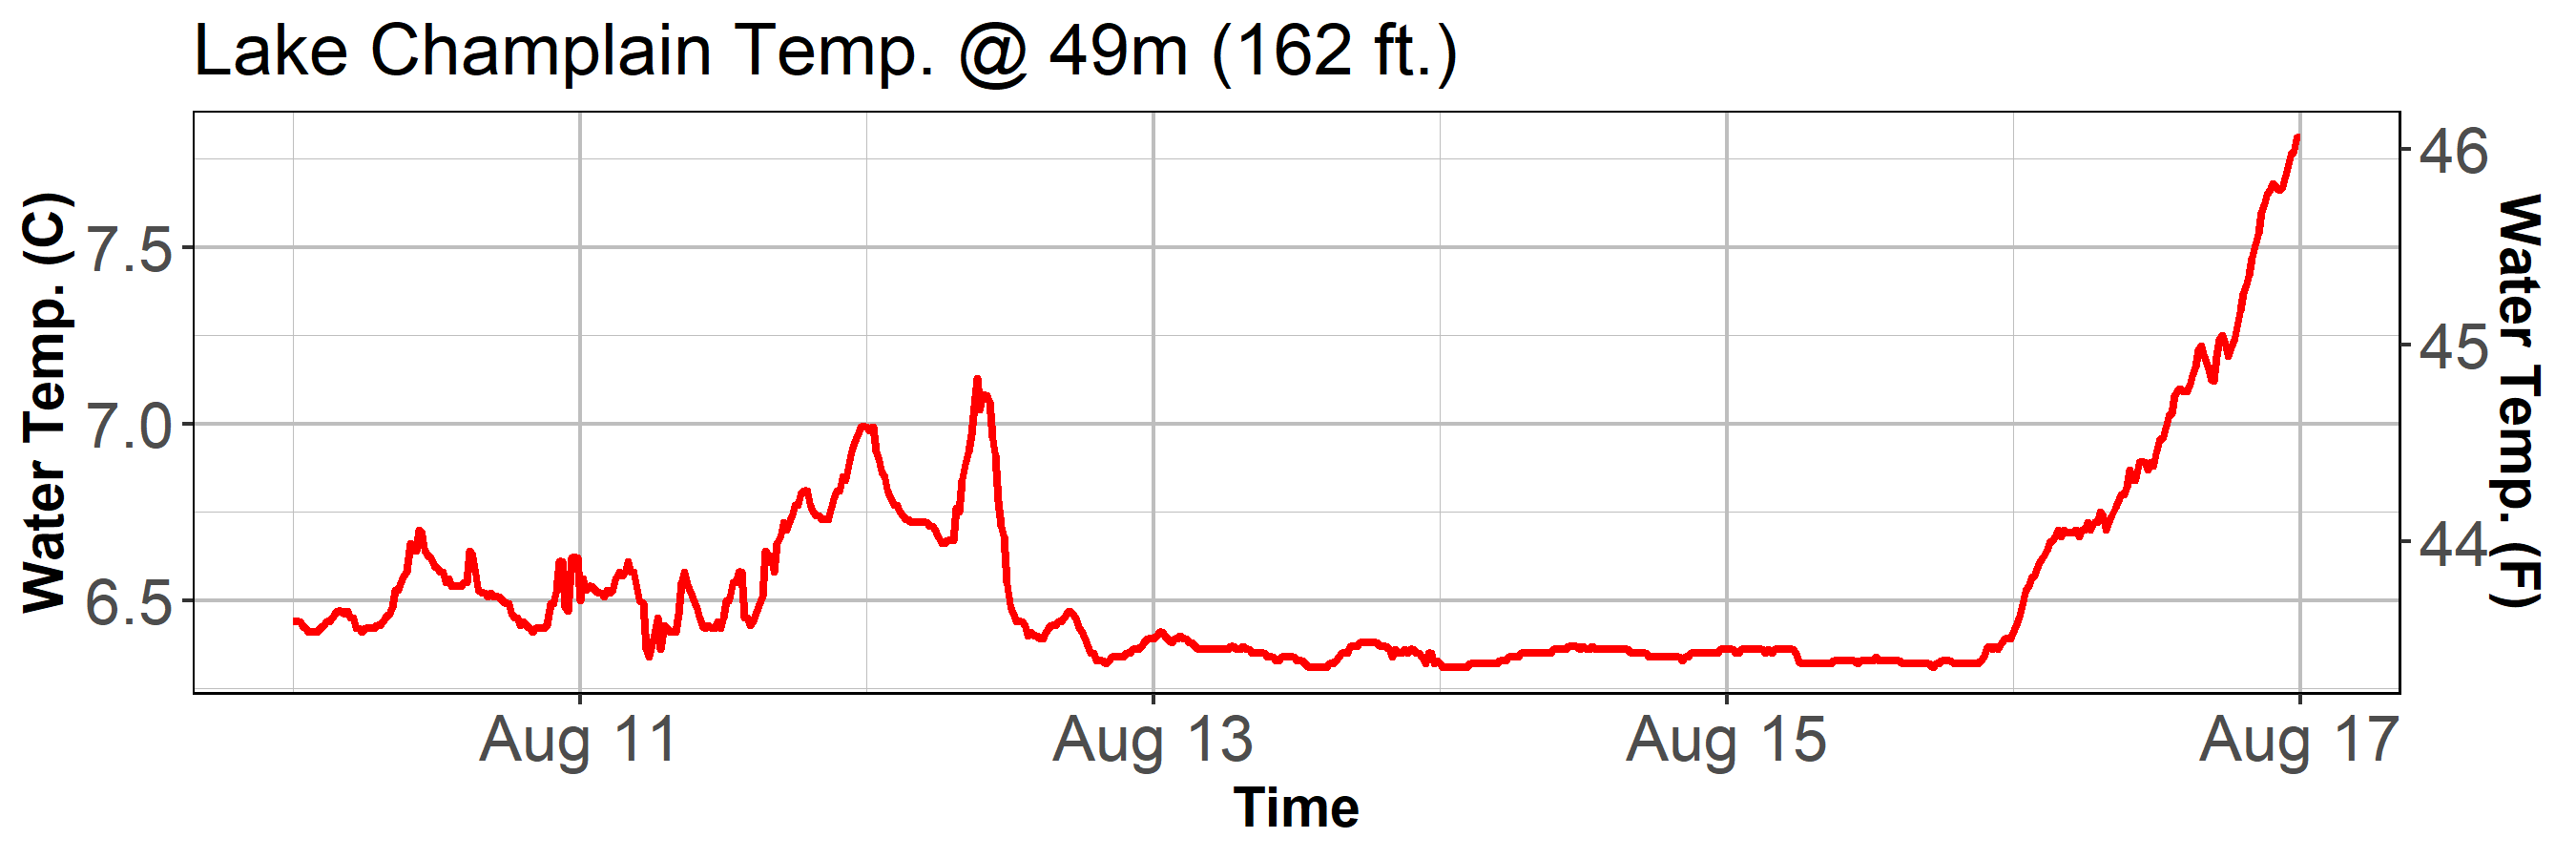 Lake Champlain Temp. @ 49m (162 ft.)
Water Temp. (C)
7.5
7.0
6.5
46
45
44
Water Temp. (F)
Aug 11
Aug 13
Aug 15
Aug 17
Time